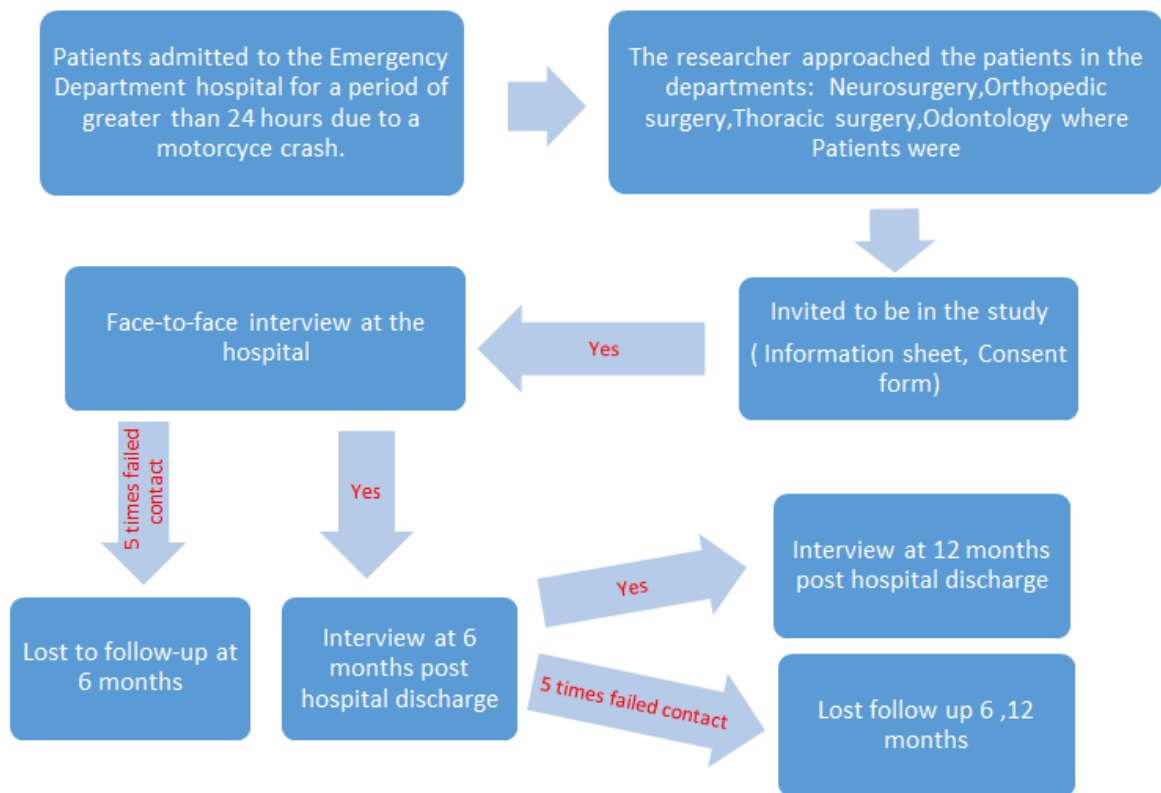 Patients admitted to the Emergency
Department hospital for a period of
greater than 24 hours due to a
motorcyce crash.
The researcher approached the patients in the
departments: Neurosurgery,Orthopedic
surgery,Thoracic surgery,Odontology where
Patients were
Invited to be in the study
( Information sheet, Consent
form)
Yes
Face-to-face interview at the
hospital
5 times failed
contact
Yes
Lost to follow-up at
6 months
Interview at 6
months post
hospital discharge
Yes
Interview at 12 months
post hospital discharge
5 times failed contact
Lost follow up 6 ,12
months